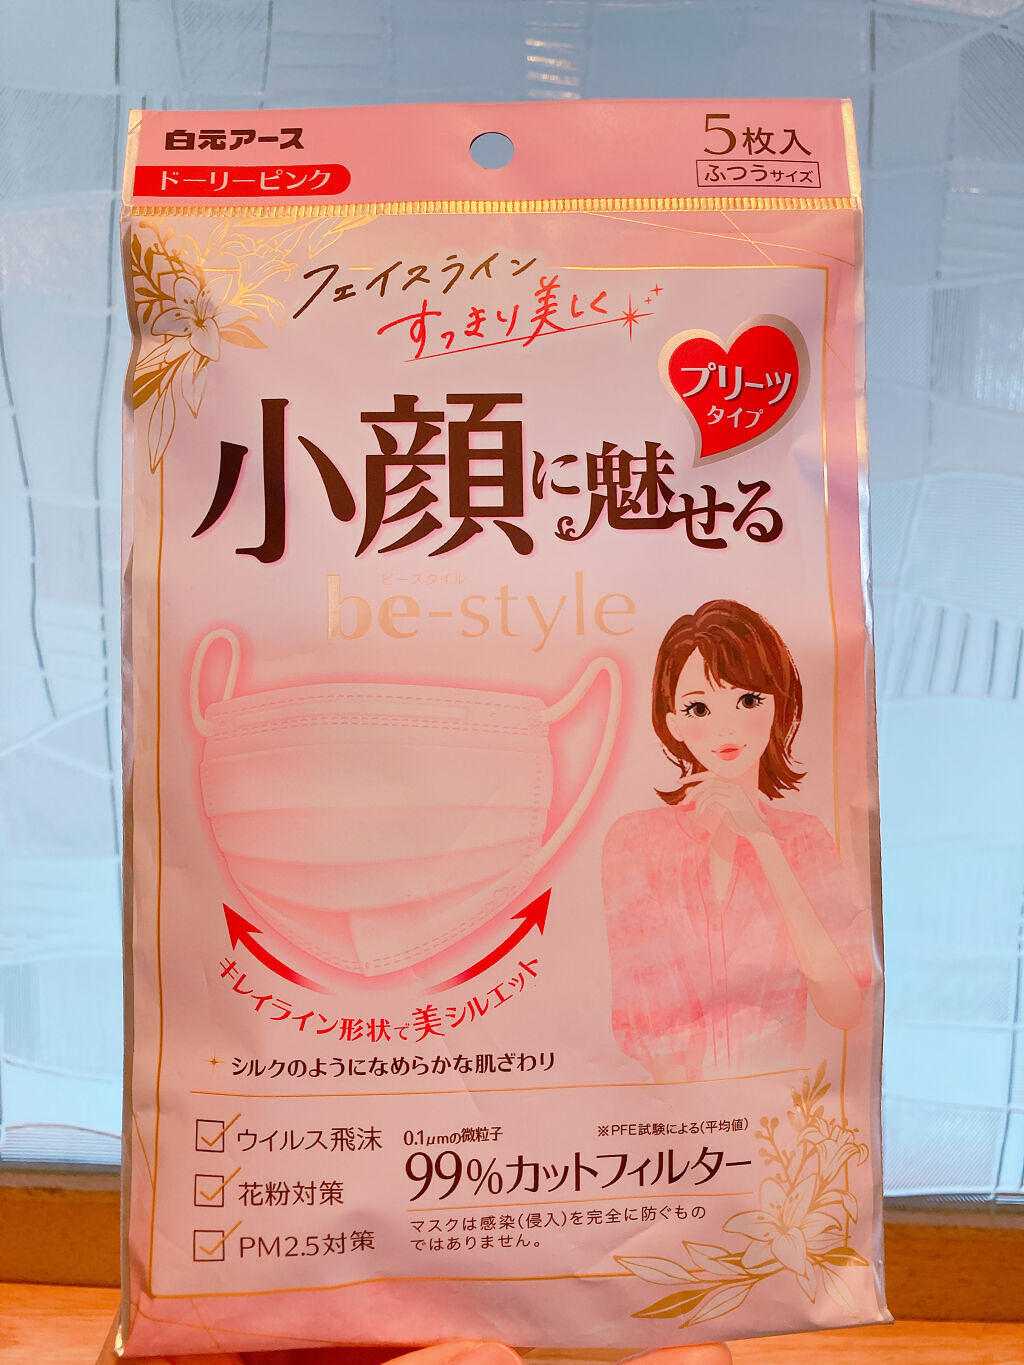 白元アース
ドーリーピンク
5枚入
ふつうサイズ
フェイスライン
すっきり美しく
プリーツ
タイプ
小顔に魅せる
ビースタイル
be-style
キレイライン形状で美シルエット
シルクのようになめらかな肌ざわり
ウイルス飛沫
花粉対策
PM2.5対策
0.1μmの微粒子
※PFE試験による(平均値)
99%カットフィルター
マスクは感染(侵入)を完全に防ぐもの
ではありません。